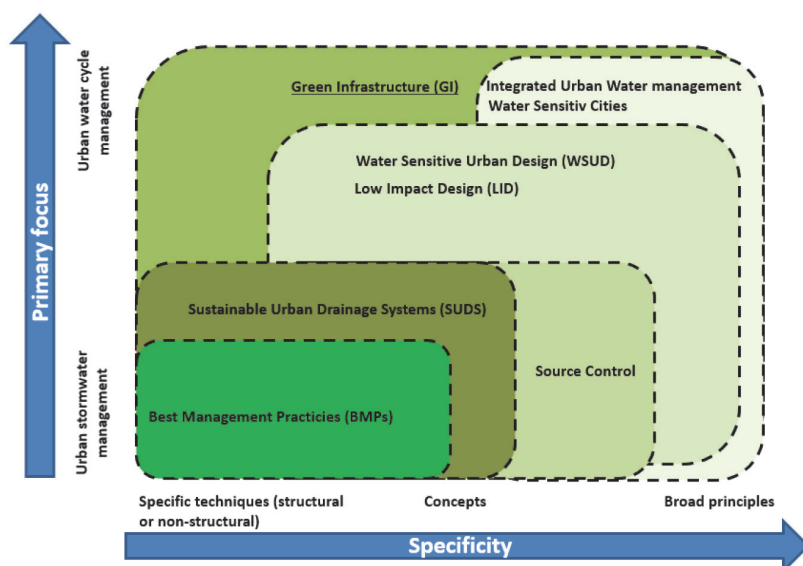 Primary focus
Urban water cycle
management
Urban stormwater
management
Green Infrastructure (GI)
Integrated Urban Water management
Water Sensitiv Cities
Water Sensitive Urban Design (WSUD)
Low Impact Design (LID)
Sustainable Urban Drainage Systems (SUDS)
Source Control
Best Management Practicies (BMPs)
Specific techniques (structural
or non-structural)
Concepts
Broad principles
Specificity